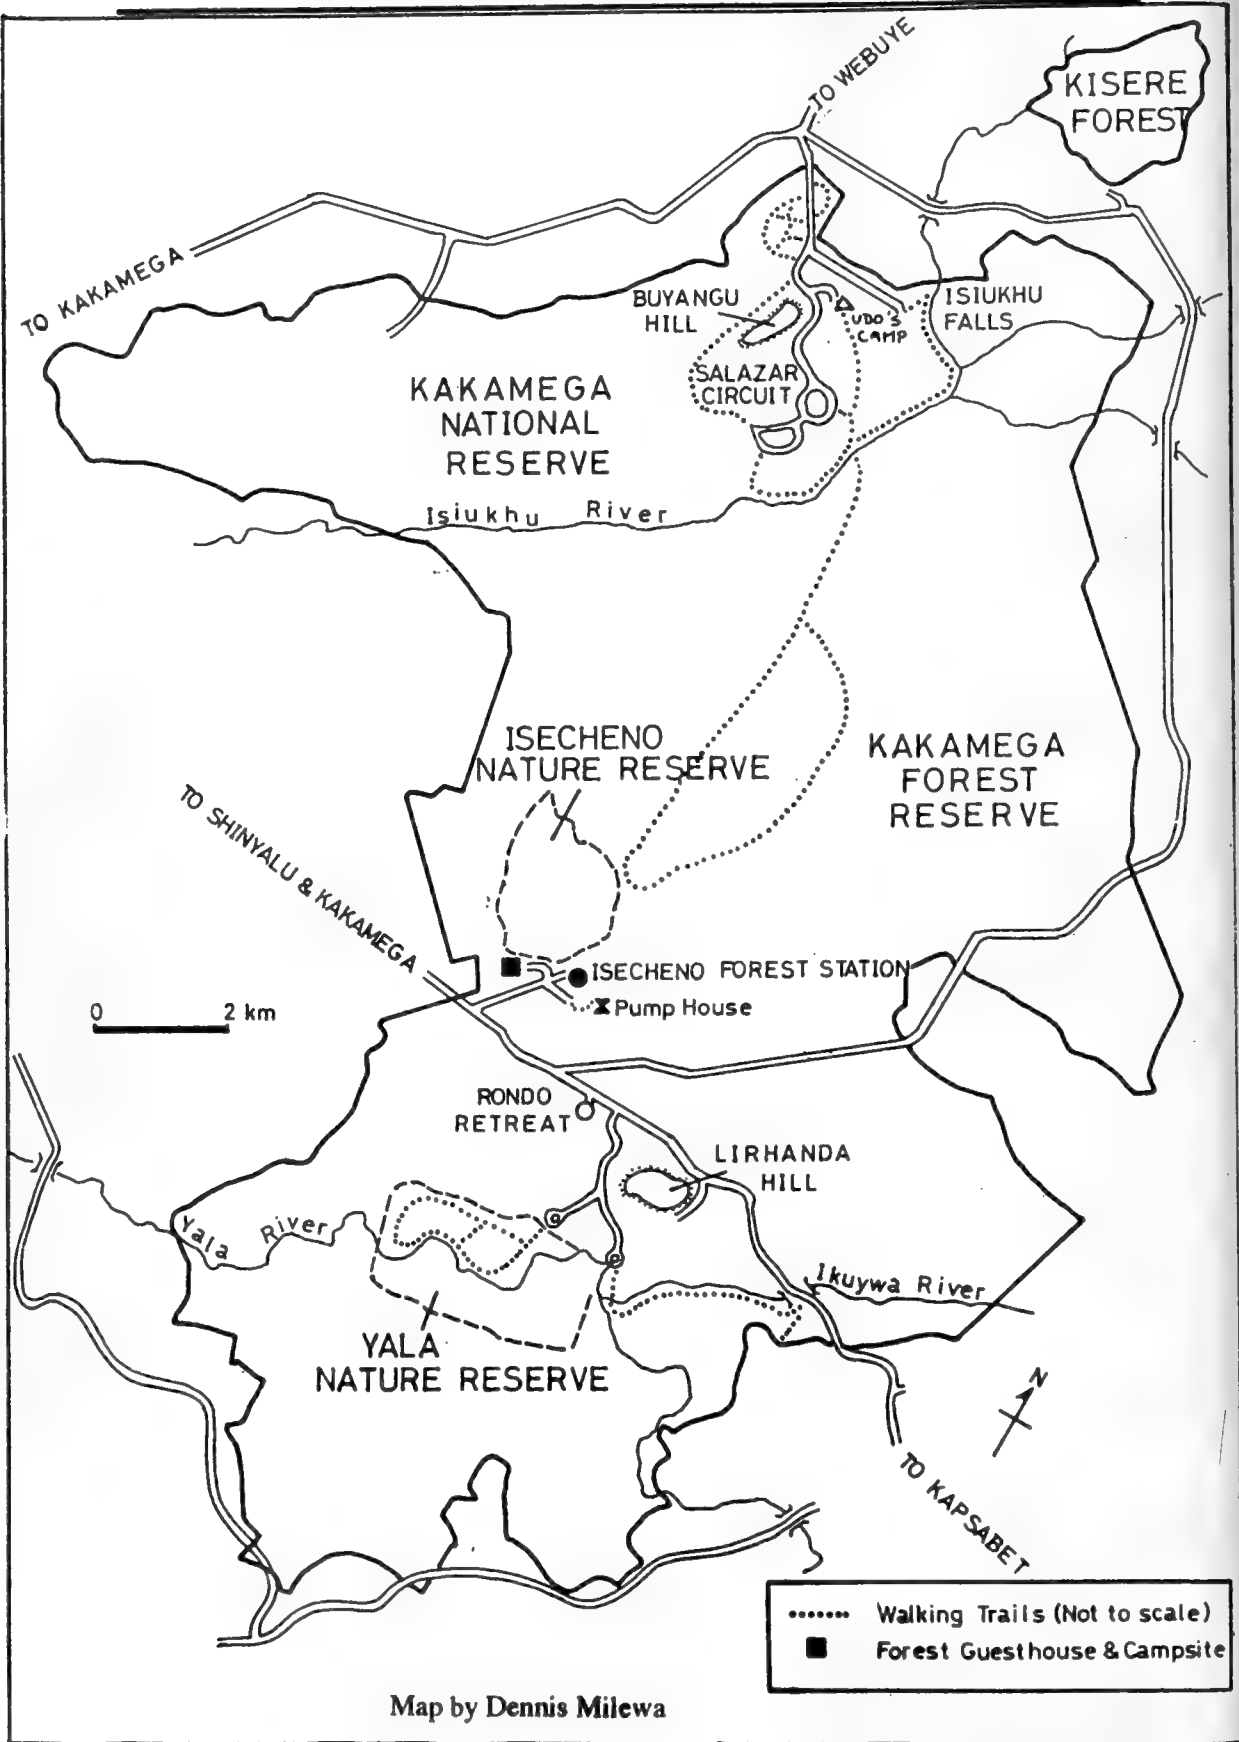 TO WEBUYE
KISERE
FOREST
TO KAKAMEGA
BUYANGU
HILL
UDO'S
CAMP
ISIUKHU
FALLS
SALAZAR
CIRCUIT
KAKAMEGA
NATIONAL
RESERVE
Isiukhu River
ISECHENO
NATURE RESERVE
KAKAMEGA
FOREST
RESERVE
TO SHINYALU & KAKAMEGA
ISECHENO FOREST STATION
Pump House
0 2 km
RONDO
RETREAT
LIRHANDA
HILL
Yala River
Ikuywa River
YALA
NATURE RESERVE
N
TO KAPSABET
Walking Trails (Not to scale)
Forest Guesthouse & Campsite
Map by Dennis Milewa